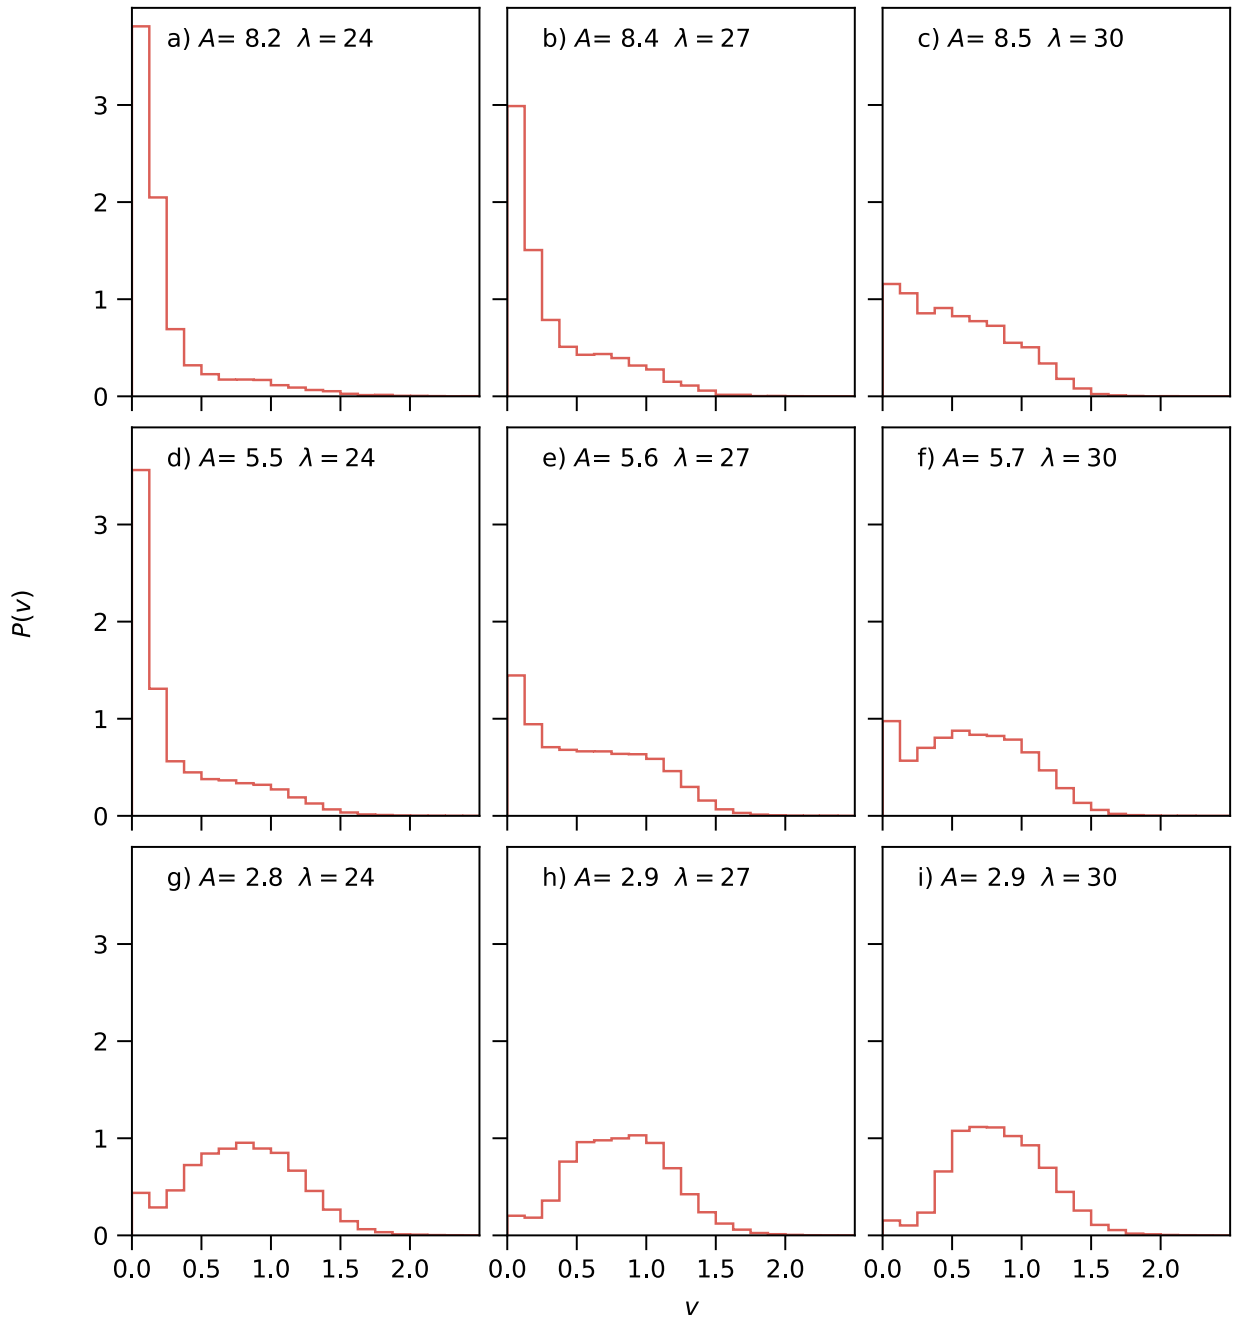 a) A= 8.2 λ = 24
b) A= 8.4 λ = 27
c) A= 8.5 λ = 30
3
2
1
0
d) A= 5.5 λ = 24
e) A= 5.6 λ = 27
f) A= 5.7 λ = 30
3
2
1
0
P(v)
g) A= 2.8 λ = 24
h) A= 2.9 λ = 27
i) A= 2.9 λ = 30
3
2
1
0
0.0 0.5 1.0 1.5 2.0
0.0 0.5 1.0 1.5 2.0
0.0 0.5 1.0 1.5 2.0
v